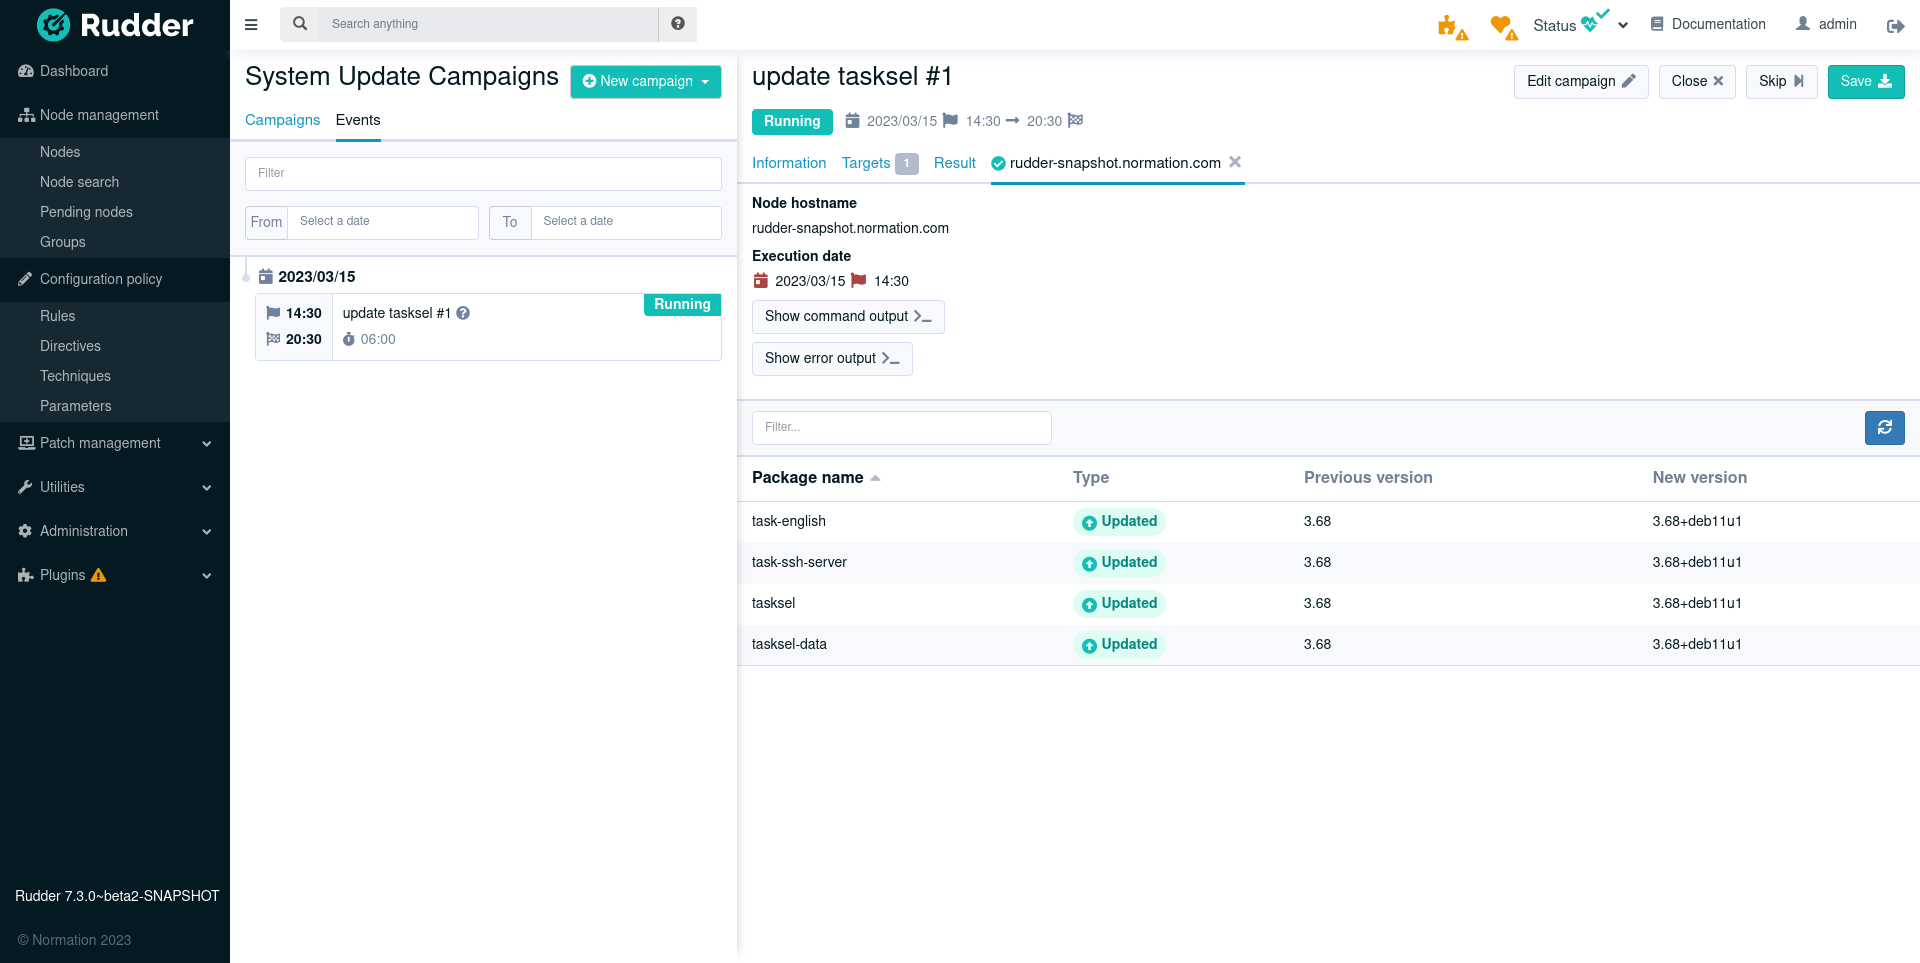 Rudder
Dashboard
Node management
Nodes
Node search
Pending nodes
Groups
Configuration policy
Rules
Directives
Techniques
Parameters
Patch management
Utilities
Administration
Plugins
Rudder 7.3.0~beta2-SNAPSHOT
© Normation 2023
Search anything
Status
Documentation
admin
System Update Campaigns
New campaign
Campaigns
Events
Filter
From
Select a date
To
Select a date
2023/03/15
14:30
update tasksel #1
Running
20:30
06:00
update tasksel #1
Edit campaign
Close
Skip
Save
Running
2023/03/15 14:30 20:30
Information
Targets 1
Result
rudder-snapshot.normation.com
Node hostname
rudder-snapshot.normation.com
Execution date
2023/03/15 14:30
Show command output
Show error output
Filter...
Package name Type Previous version New version
task-english Updated 3.68 3.68+deb11u1
task-ssh-server Updated 3.68 3.68+deb11u1
tasksel Updated 3.68 3.68+deb11u1
tasksel-data Updated 3.68 3.68+deb11u1